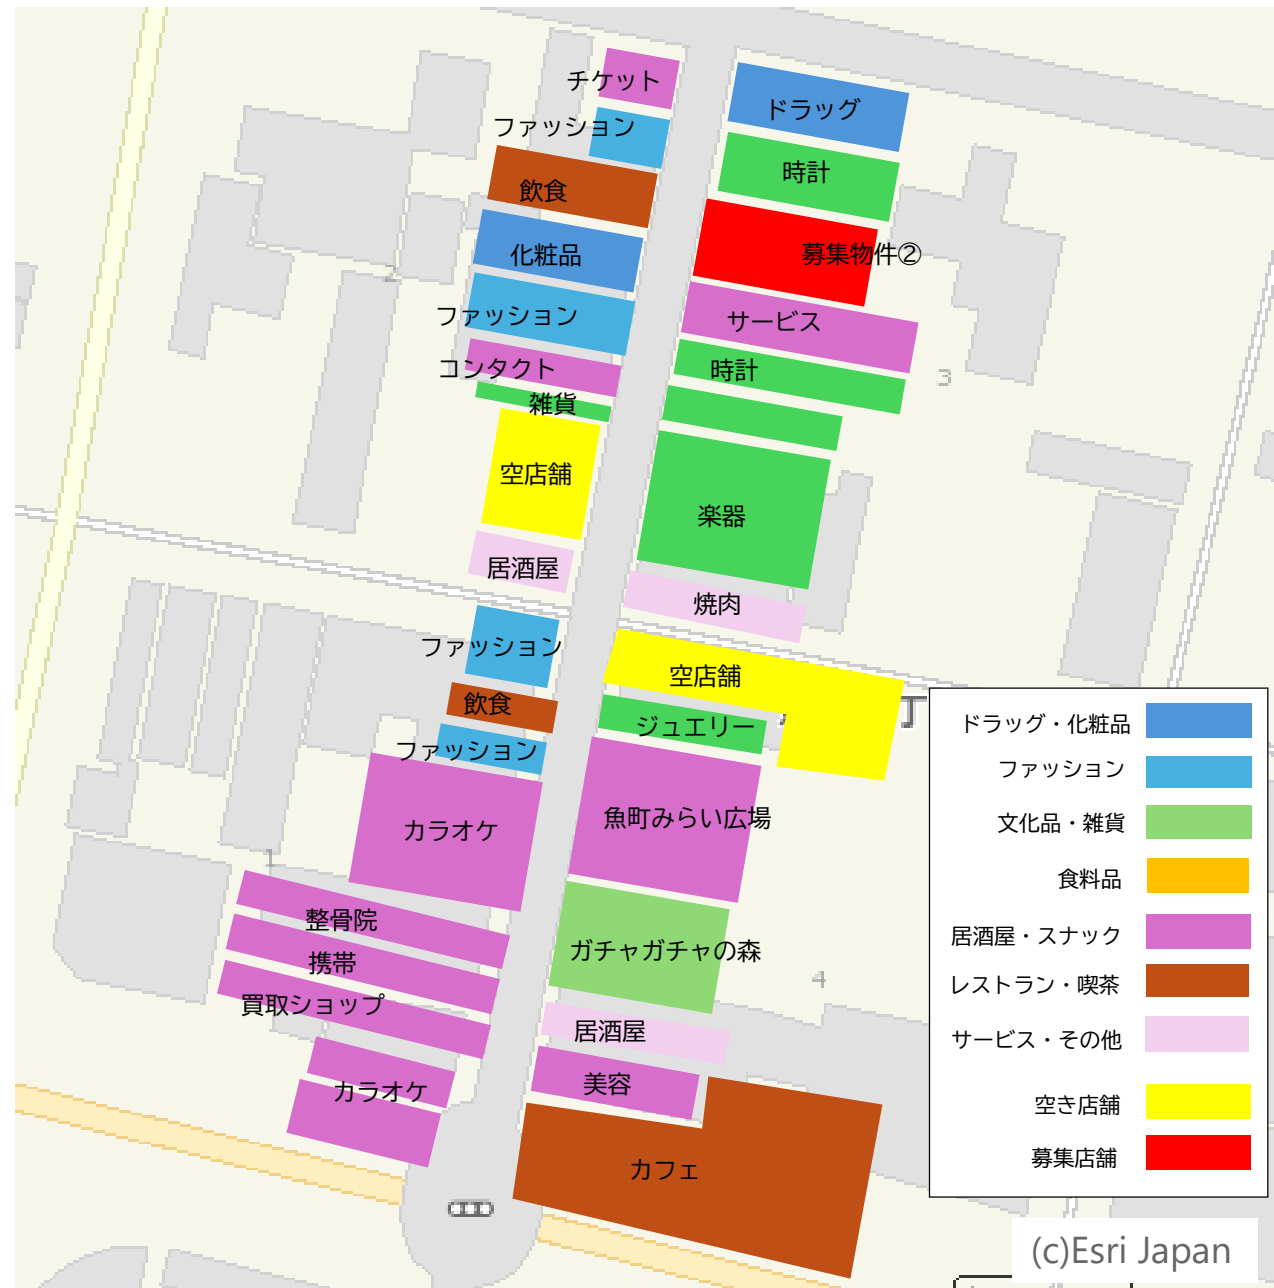 チケット
ドラッグ
ファッション
時計
飲食
化粧品
募集物件②
2
ファッション
サービス
コンタクト
時計
3
雑貨
空店舗
楽器
居酒屋
焼肉
ファッション
空店舗
飲食
ジュエリー
ファッション
カラオケ
魚町みらい広場
1
整骨院
携帯
ガチャガチャの森
4
買取ショップ
居酒屋
カラオケ
美容
カフェ
ドラッグ・化粧品
ファッション
文化品・雑貨
食料品
居酒屋・スナック
レストラン・喫茶
サービス・その他
空き店舗
募集店舗
(c)Esri Japan